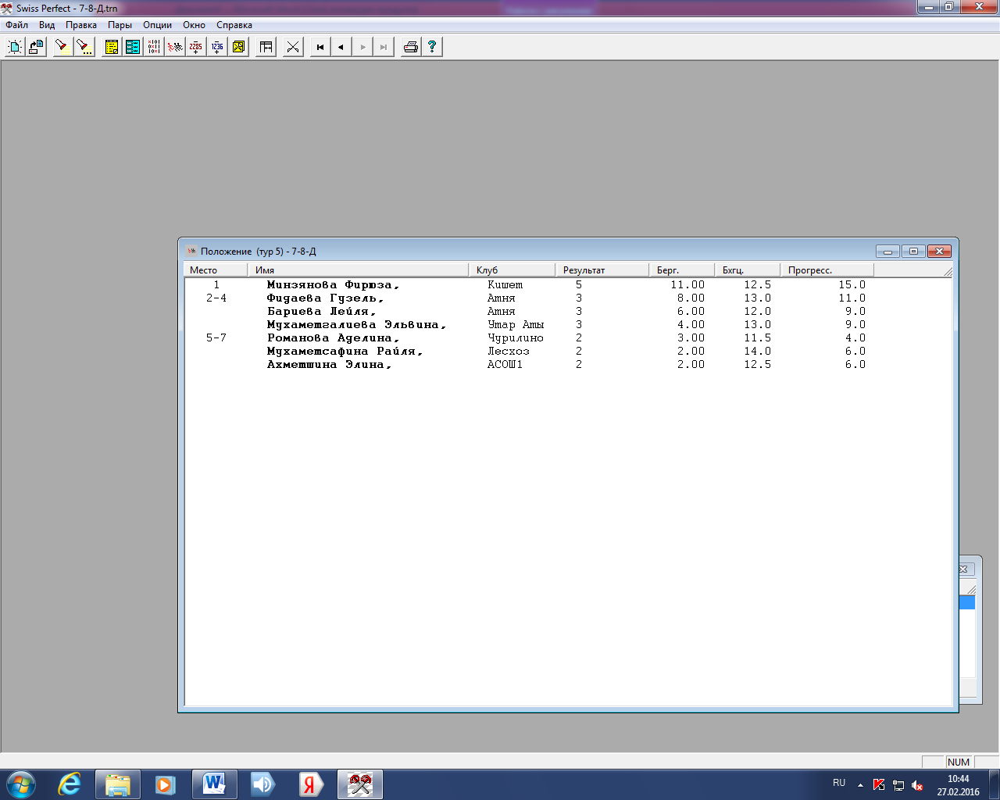 Swiss Perfect - 7-8-Д.trn
Файл Вид Правка Пары Опции Окно Справка
2285 1236
Положение (тур 5) - 7-8-Д
Место Имя Клуб Результат Берг. Бхгц. Прогресс.
1 Минзянова Фирюза, Кишет 5 11.00 12.5 15.0
2-4 Фидаева Гузель, Атня 3 8.00 13.0 11.0
Бариева Лейля, Атня 3 6.00 12.0 9.0
Мухаметгалиева Эльвина, Утар Аты 3 4.00 13.0 9.0
5-7 Романова Аделина, Чурилино 2 3.00 11.5 4.0
Мухаметсафина Райля, Лесхоз 2 2.00 14.0 6.0
Ахметшина Элина, АСОШ1 2 2.00 12.5 6.0
NUM
RU
10:44
27.02.2016